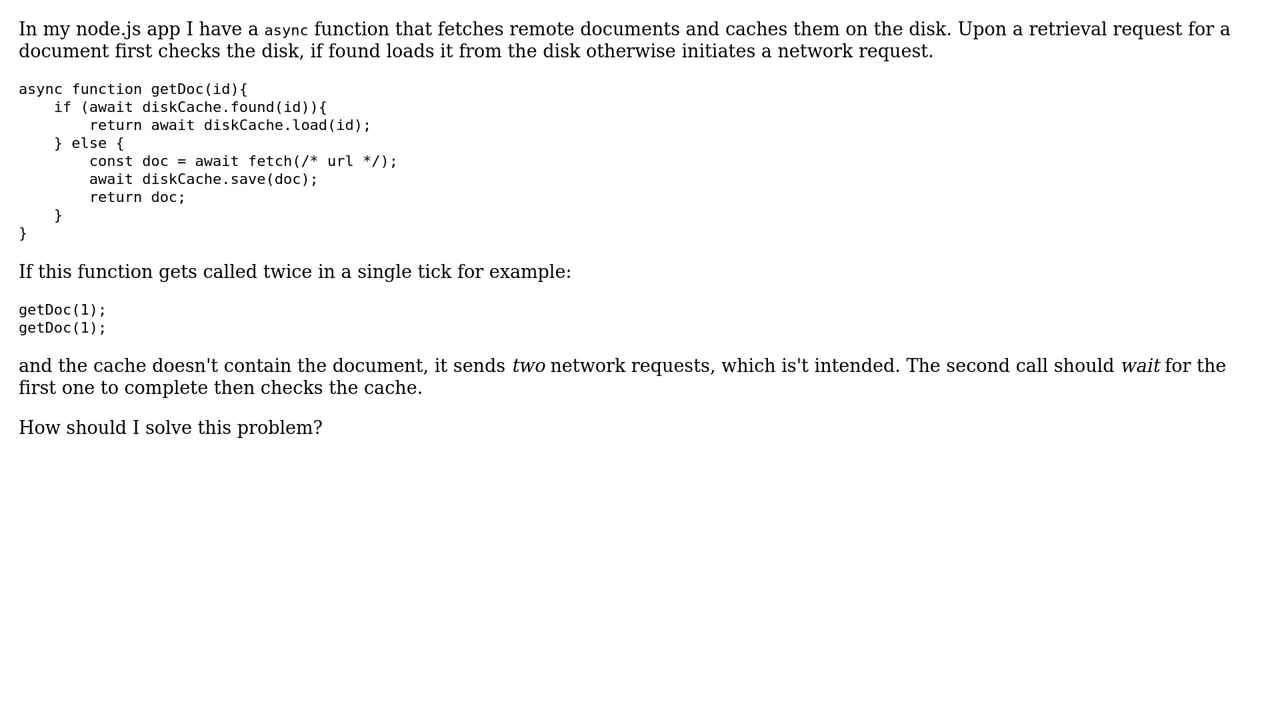 In my node.js app I have a async function that fetches remote documents and caches them on the disk. Upon a retrieval request for a
document first checks the disk, if found loads it from the disk otherwise initiates a network request.
async function getDoc(id){
    if (await diskCache.found(id)){
        return await diskCache.load(id);
    } else {
        const doc = await fetch(/* url */);
        await diskCache.save(doc);
        return doc;
    }
}
If this function gets called twice in a single tick for example:
getDoc(1);
getDoc(1);
and the cache doesn't contain the document, it sends two network requests, which is't intended. The second call should wait for the
first one to complete then checks the cache.
How should I solve this problem?